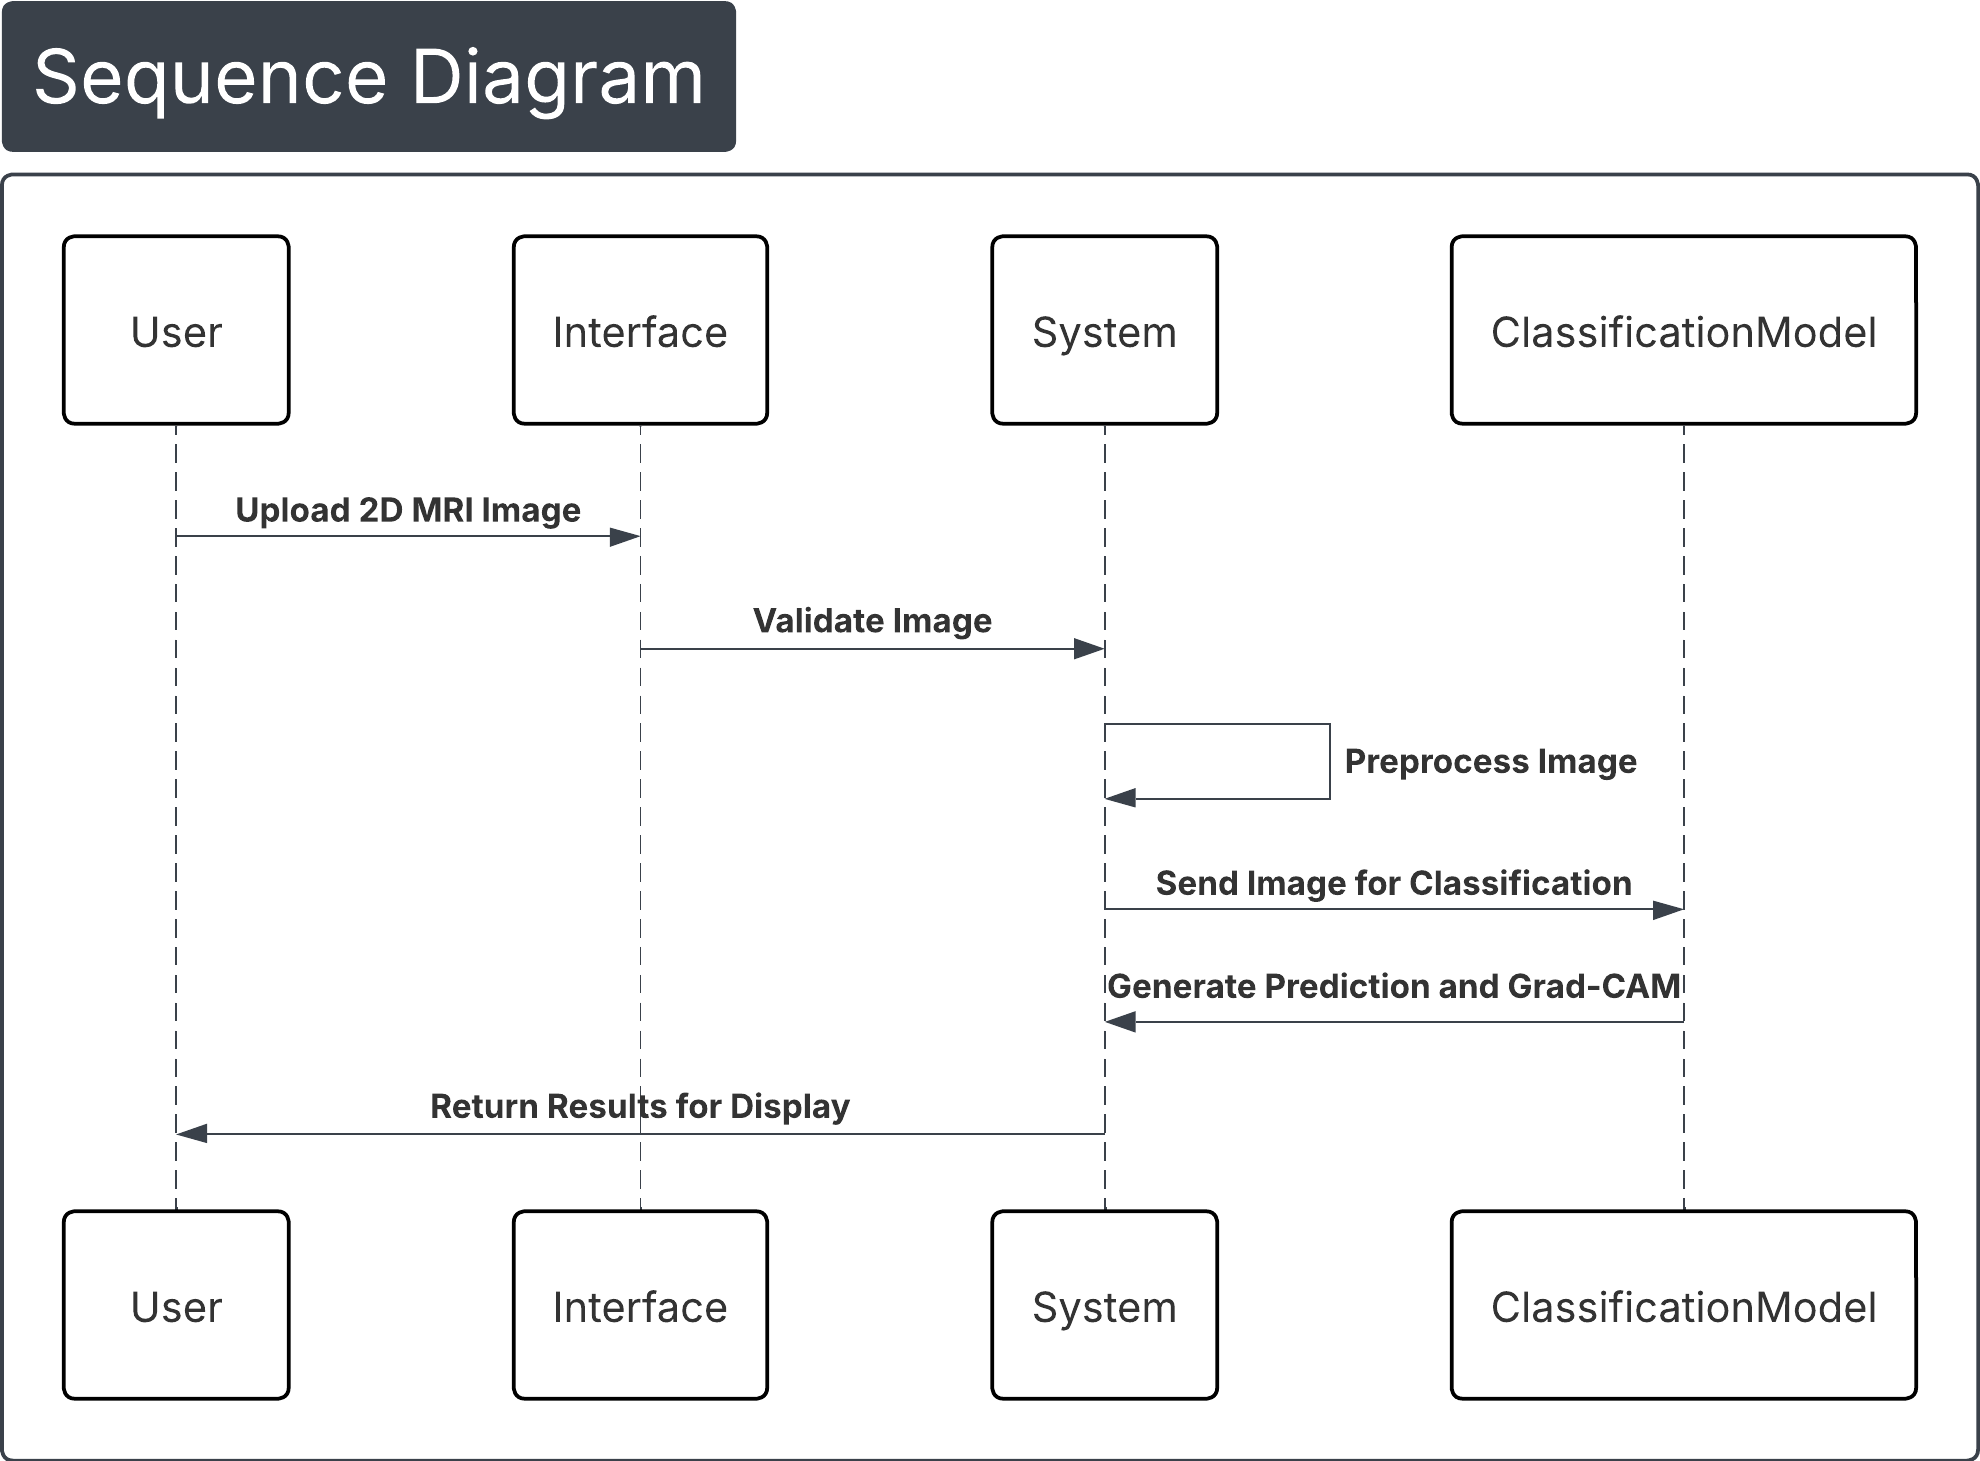 Sequence Diagram
User
Interface
System
ClassificationModel
Upload 2D MRI Image
Validate Image
Preprocess Image
Send Image for Classification
Generate Prediction and Grad-CAM
Return Results for Display
User
Interface
System
ClassificationModel